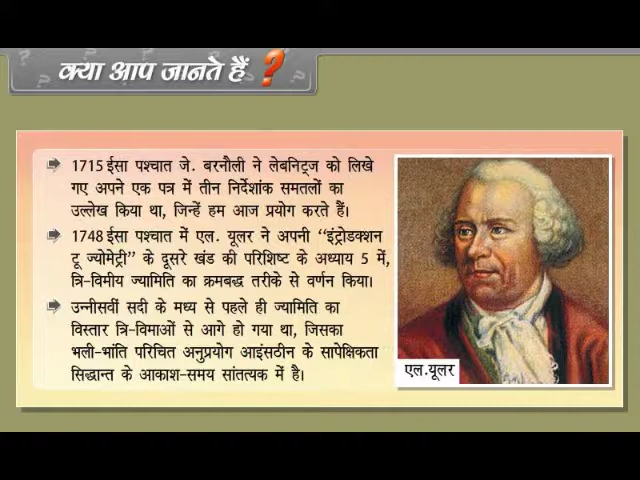 क्या आप जानते हैं ?
1715 ईसा पश्चात जे. बरनौली ने लेबनिट्ज को लिखे
गए अपने एक पत्र में तीन निर्देशांक समतलों का
उल्लेख किया था, जिन्हें हम आज प्रयोग करते हैं।
1748 ईसा पश्चात में एल. यूलर ने अपनी “इंट्रोडक्शन
टू ज्योमेट्री” के दूसरे खंड की परिशिष्ट के अध्याय 5 में,
त्रि-विमीय ज्यामिति का क्रमबद्ध तरीके से वर्णन किया।
उन्नीसवीं सदी के मध्य से पहले ही ज्यामिति का
विस्तार त्रि-विमाओं से आगे हो गया था, जिसका
भली-भांति परिचित अनुप्रयोग आइंसठीन के सापेक्षिकता
सिद्धान्त के आकाश-समय सांतत्यक में है।
एल.यूलर